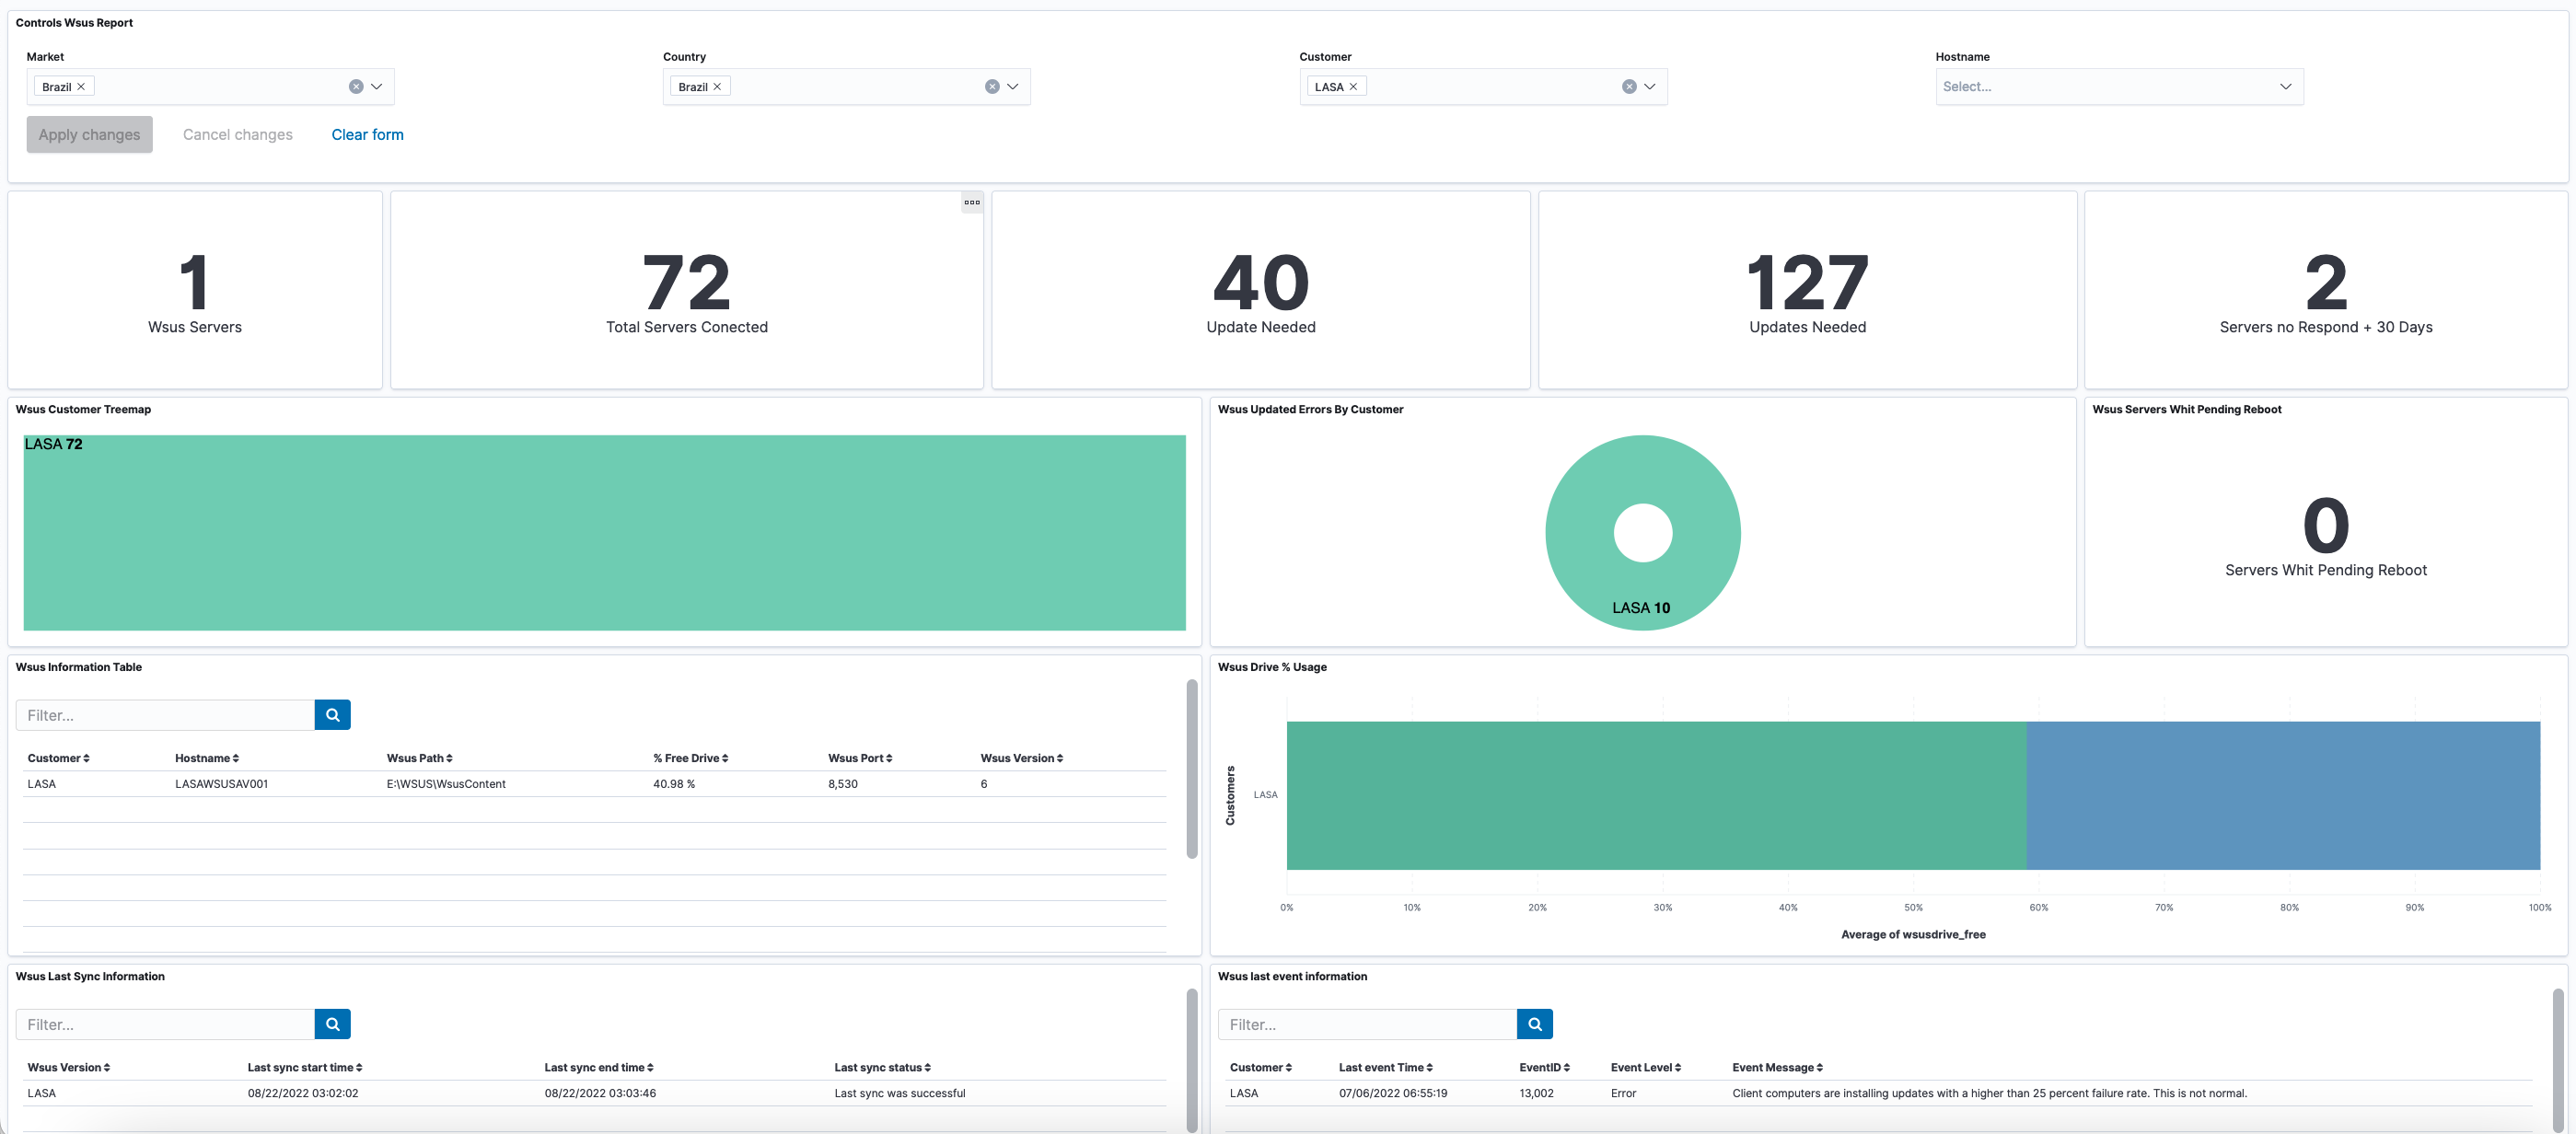 Controls Wsus Report
Market
Country
Customer
Hostname
Brazil
Brazil
LASA
Select...
Apply changes
Cancel changes
Clear form
1
Wsus Servers
72
Total Servers Conected
40
Update Needed
127
Updates Needed
2
Servers no Respond + 30 Days
Wsus Customer Treemap
LASA 72
Wsus Updated Errors By Customer
LASA 10
Wsus Servers Whit Pending Reboot
0
Servers Whit Pending Reboot
Wsus Information Table
Filter...
Customer Hostname Wsus Path % Free Drive Wsus Port Wsus Version
LASA LASAWSUSAV001 E:\WSUS\WsusContent 40.98 % 8,530 6
Wsus Drive % Usage
Customers
LASA
0% 10% 20% 30% 40% 50% 60% 70% 80% 90% 100%
Average of wsusdrive_free
Wsus Last Sync Information
Filter...
Wsus Version Last sync start time Last sync end time Last sync status
LASA 08/22/2022 03:02:02 08/22/2022 03:03:46 Last sync was successful
Wsus last event information
Filter...
Customer Last event Time EventID Event Level Event Message
LASA 07/06/2022 06:55:19 13,002 Error Client computers are installing updates with a higher than 25 percent failure rate. This is not normal.